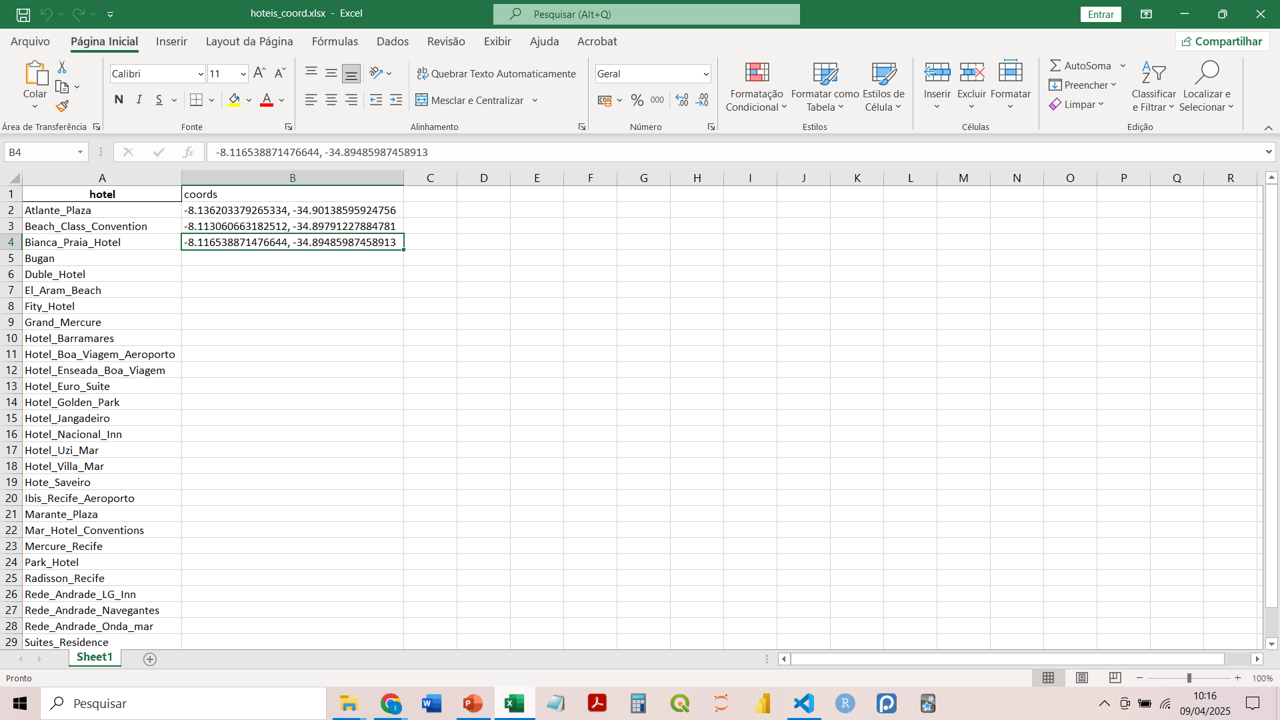 hoteis_coord.xlsx - Excel
Pesquisar (Alt+Q)
Entrar
Arquivo Página Inicial Inserir Layout da Página Fórmulas Dados Revisão Exibir Ajuda Acrobat
Compartilhar
Colar
Área de Transferência
Calibri 11
N I S
A
Fonte
Quebrar Texto Automaticamente
Mesclar e Centralizar
Alinhamento
Geral
% 000
Número
Formatação Condicional
Formatar como Tabela
Estilos de Célula
Estilos
Inserir Excluir Formatar
Células
AutoSoma
Preencher
Limpar
Classificar e Filtrar
Localizar e Selecionar
Edição
B4
fx
-8.116538871476644, -34.89485987458913
A B C D E F G H I J K L M N O P Q R
1 hotel coords
2 Atlante_Plaza -8.136203379265334, -34.90138595924756
3 Beach_Class_Convention -8.113060663182512, -34.89791227884781
4 Bianca_Praia_Hotel -8.116538871476644, -34.89485987458913
5 Bugan
6 Duble_Hotel
7 El_Aram_Beach
8 Fity_Hotel
9 Grand_Mercure
10 Hotel_Barramares
11 Hotel_Boa_Viagem_Aeroporto
12 Hotel_Enseada_Boa_Viagem
13 Hotel_Euro_Suite
14 Hotel_Golden_Park
15 Hotel_Jangadeiro
16 Hotel_Nacional_Inn
17 Hotel_Uzi_Mar
18 Hotel_Villa_Mar
19 Hote_Saveiro
20 Ibis_Recife_Aeroporto
21 Marante_Plaza
22 Mar_Hotel_Conventions
23 Mercure_Recife
24 Park_Hotel
25 Radisson_Recife
26 Rede_Andrade_LG_Inn
27 Rede_Andrade_Navegantes
28 Rede_Andrade_Onda_mar
29 Suites_Residence
Sheet1
Pronto
100%
Pesquisar
10:16
09/04/2025